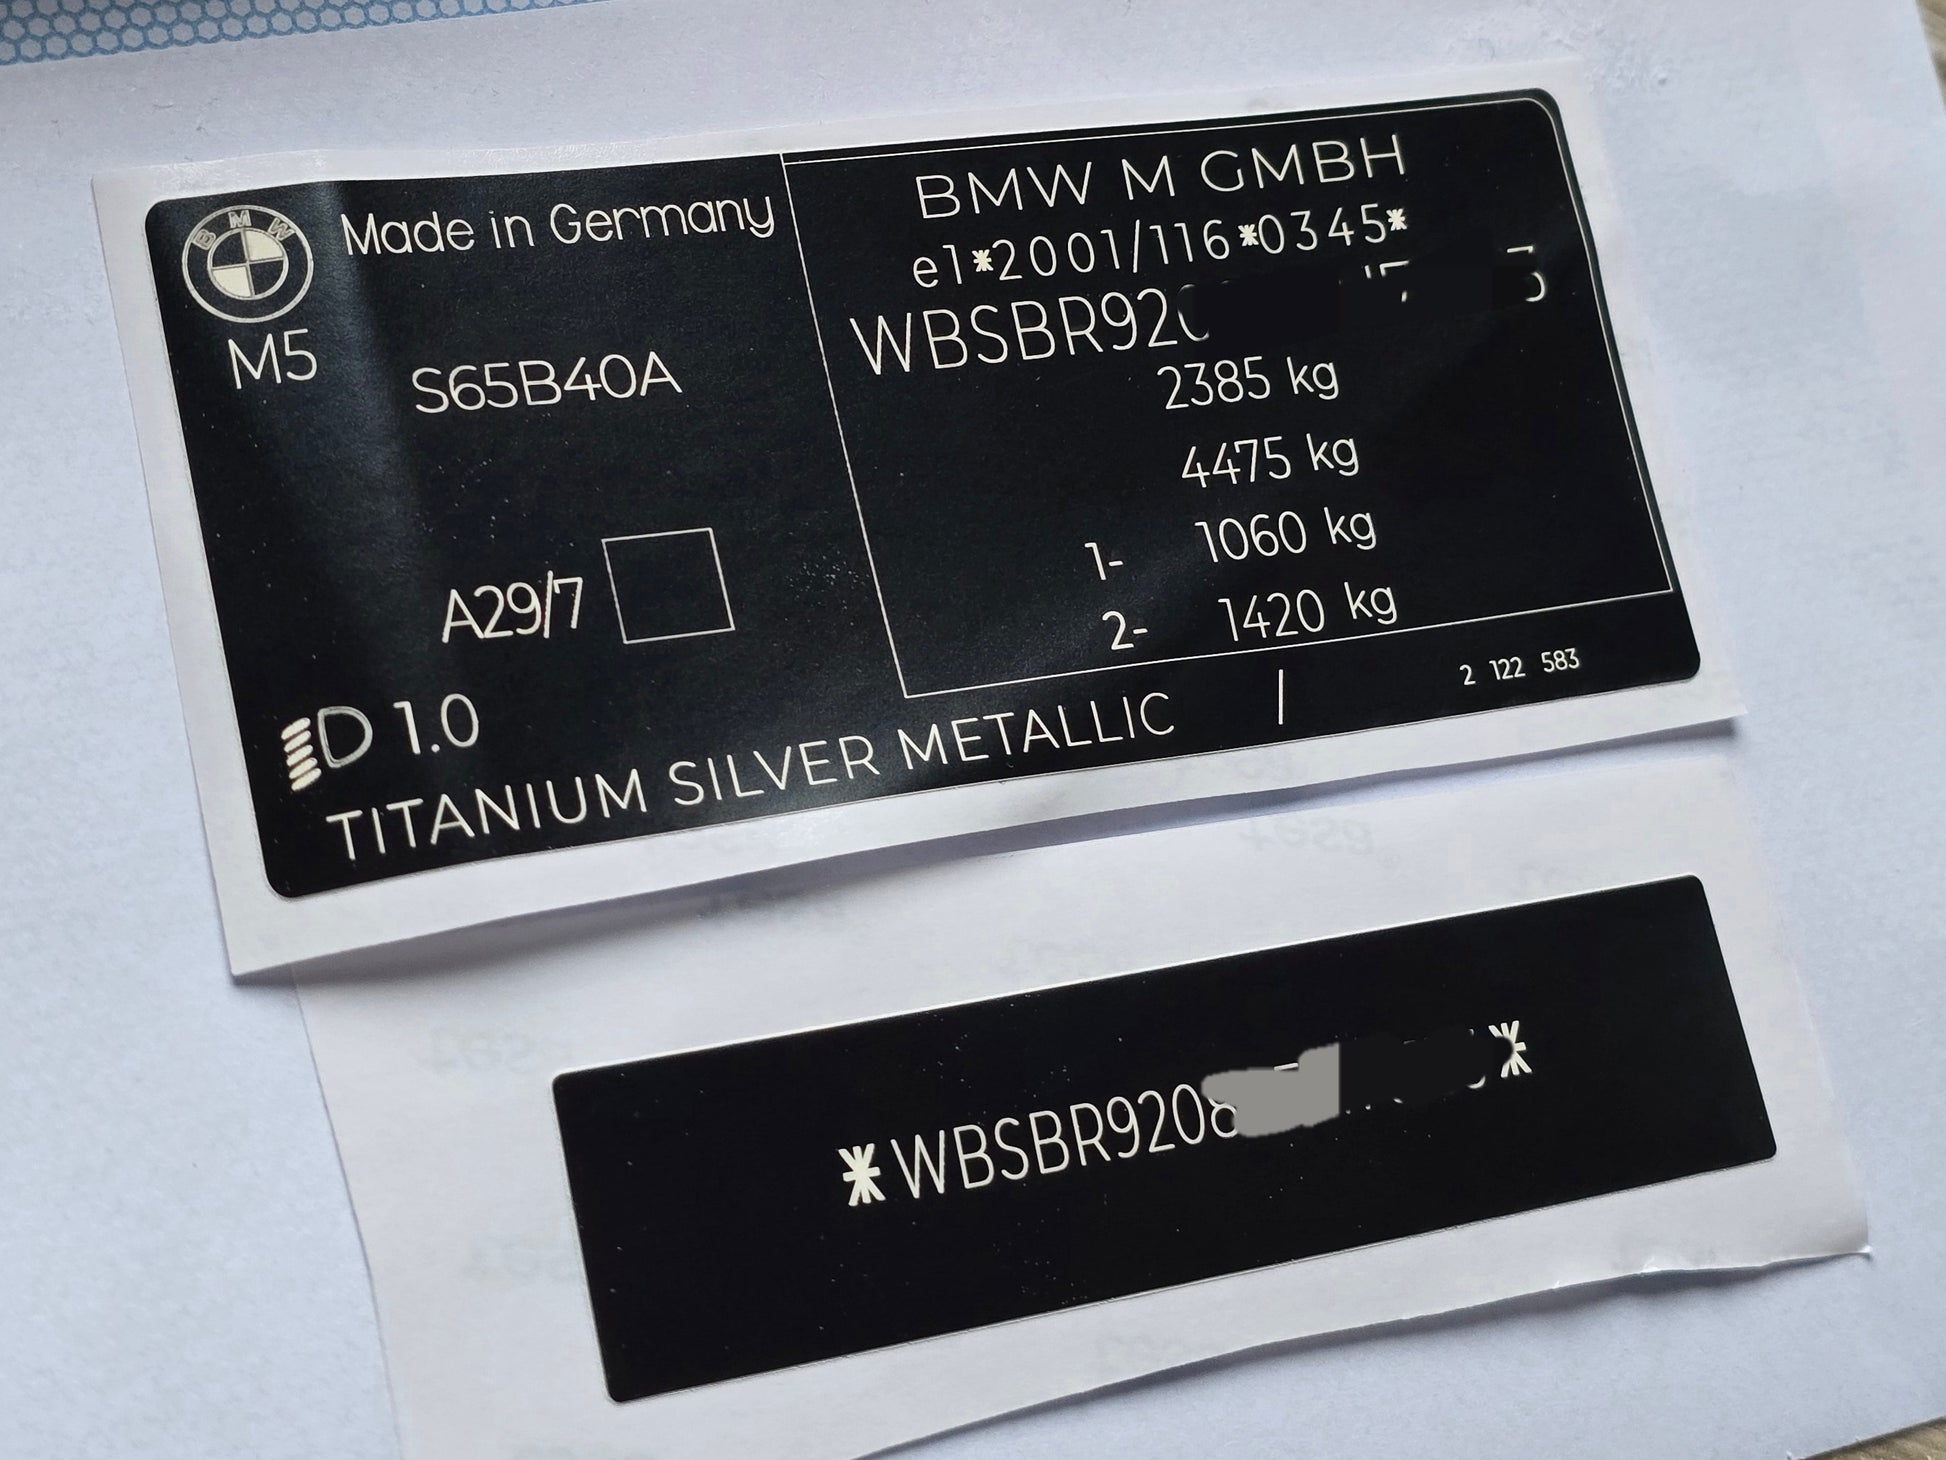 BMW
Made in Germany
M5
S65B40A
A29/7
1.0
TITANIUM SILVER METALLIC /
BMW M GMBH
e1*2001/116*0345*
WBSBR920
2385 kg
4475 kg
1- 1060 kg
2- 1420 kg
2 122 583
*WBSBR9208 *